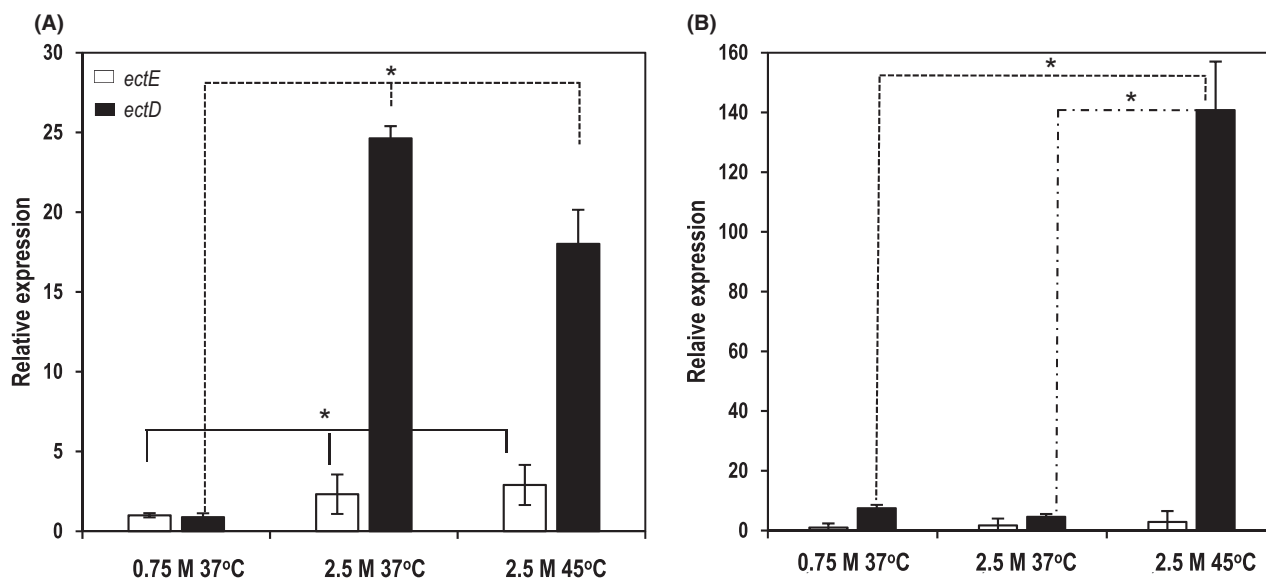 (A)
30
25
20
15
10
5
0
Relative expression
ectE
ectD
*
*
0.75 M 37°C
2.5 M 37°C
2.5 M 45°C
(B)
160
140
120
100
80
60
40
20
0
Relaive expression
*
*
0.75 M 37°C
2.5 M 37°C
2.5 M 45°C